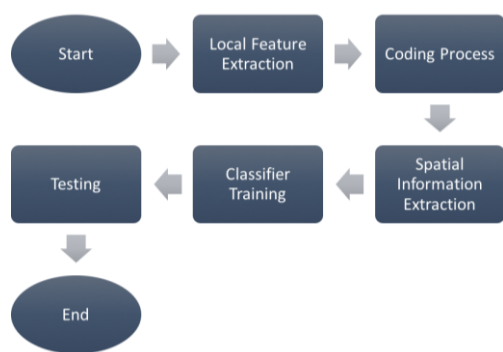 Start
Local Feature
Extraction
Coding Process
Spatial
Information
Extraction
Classifier
Training
Testing
End